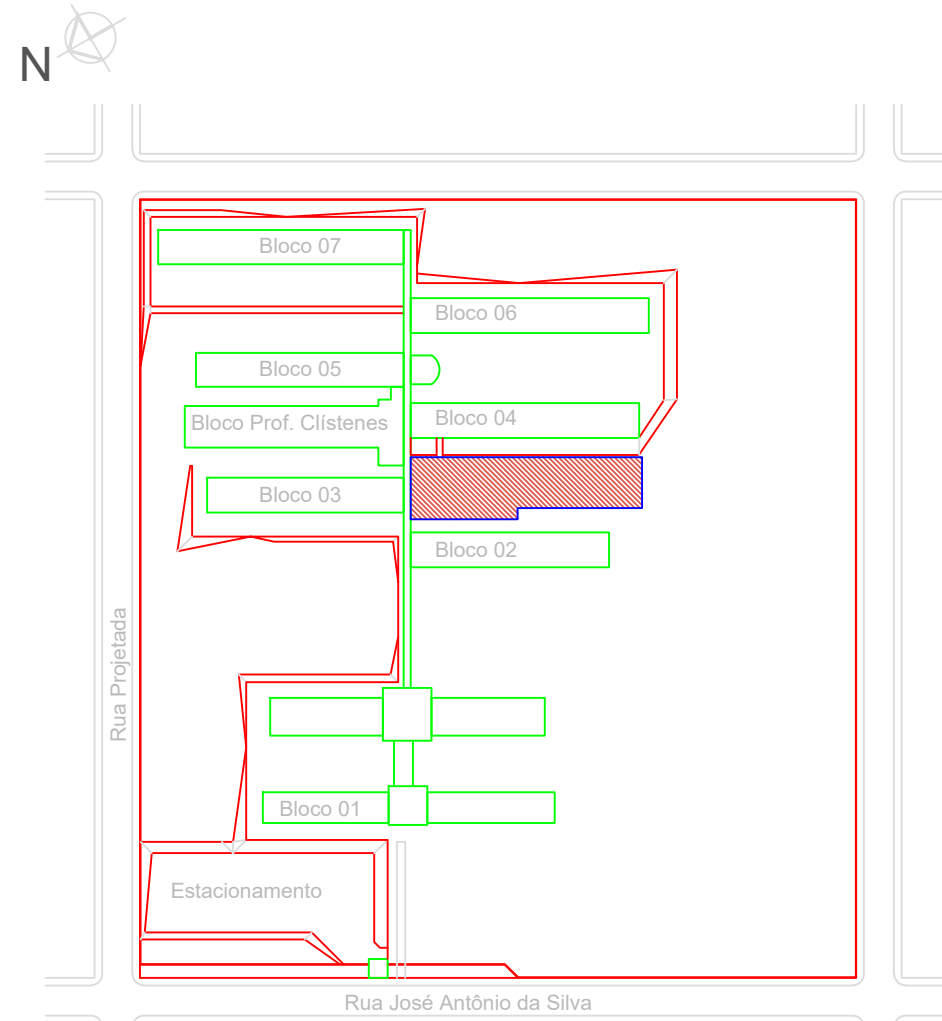 N
Bloco 07
Bloco 06
Bloco 05
Bloco Prof. Clístenes
Bloco 04
Bloco 03
Bloco 02
Rua Projetada
Bloco 01
Estacionamento
Rua José Antônio da Silva